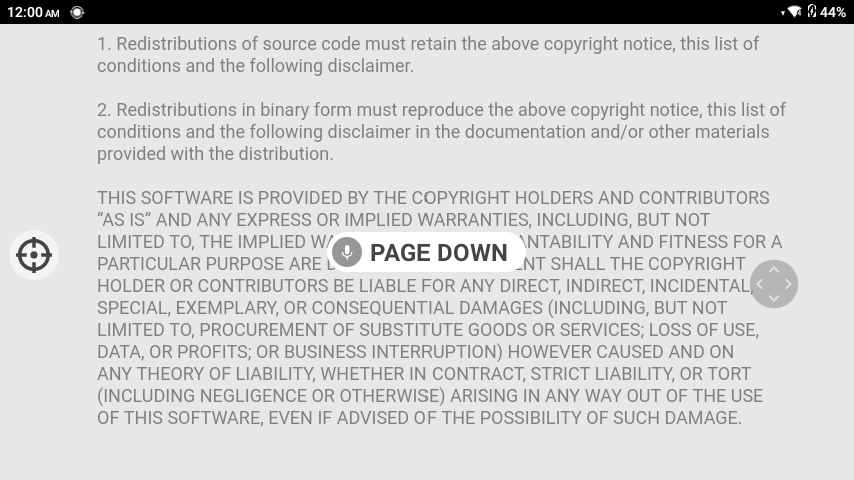 12:00 AM
44%
1. Redistributions of source code must retain the above copyright notice, this list of
conditions and the following disclaimer.
2. Redistributions in binary form must reproduce the above copyright notice, this list of
conditions and the following disclaimer in the documentation and/or other materials
provided with the distribution.
THIS SOFTWARE IS PROVIDED BY THE COPYRIGHT HOLDERS AND CONTRIBUTORS
“AS IS” AND ANY EXPRESS OR IMPLIED WARRANTIES, INCLUDING, BUT NOT
LIMITED TO, THE IMPLIED ANTABILITY AND FITNESS FOR A
PAGE DOWN
PARTICULAR PURPOSE ARE SHALL THE COPYRIGHT
HOLDER OR CONTRIBUTORS BE LIABLE FOR ANY DIRECT, INDIRECT, INCIDENTAL,
SPECIAL, EXEMPLARY, OR CONSEQUENTIAL DAMAGES (INCLUDING, BUT NOT
LIMITED TO, PROCUREMENT OF SUBSTITUTE GOODS OR SERVICES; LOSS OF USE,
DATA, OR PROFITS; OR BUSINESS INTERRUPTION) HOWEVER CAUSED AND ON
ANY THEORY OF LIABILITY, WHETHER IN CONTRACT, STRICT LIABILITY, OR TORT
(INCLUDING NEGLIGENCE OR OTHERWISE) ARISING IN ANY WAY OUT OF THE USE
OF THIS SOFTWARE, EVEN IF ADVISED OF THE POSSIBILITY OF SUCH DAMAGE.